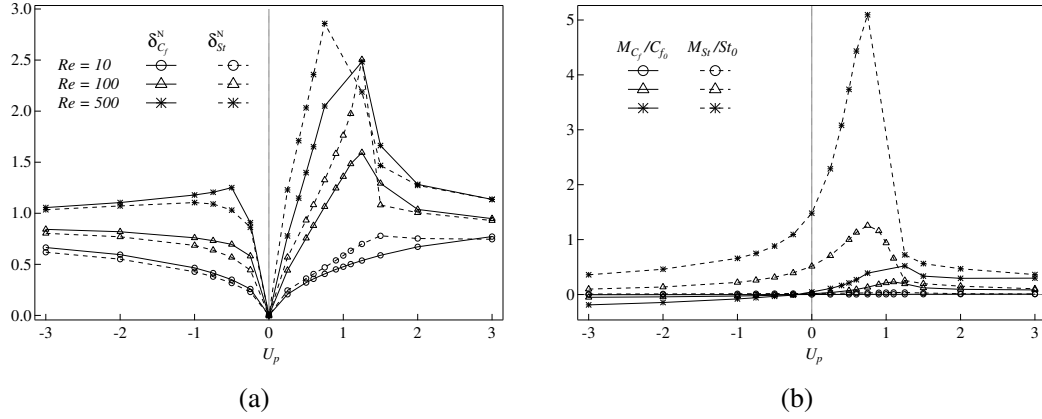 3.0
2.5
2.0
1.5
1.0
0.5
0.0
δ^N_{C_f} δ^N_{St}
Re = 10
Re = 100
Re = 500
-3 -2 -1 0 1 2 3
U_p
(a)
5
4
3
2
1
0
M_{C_f}/C_{f_0} M_{St}/St_0
-3 -2 -1 0 1 2 3
U_p
(b)